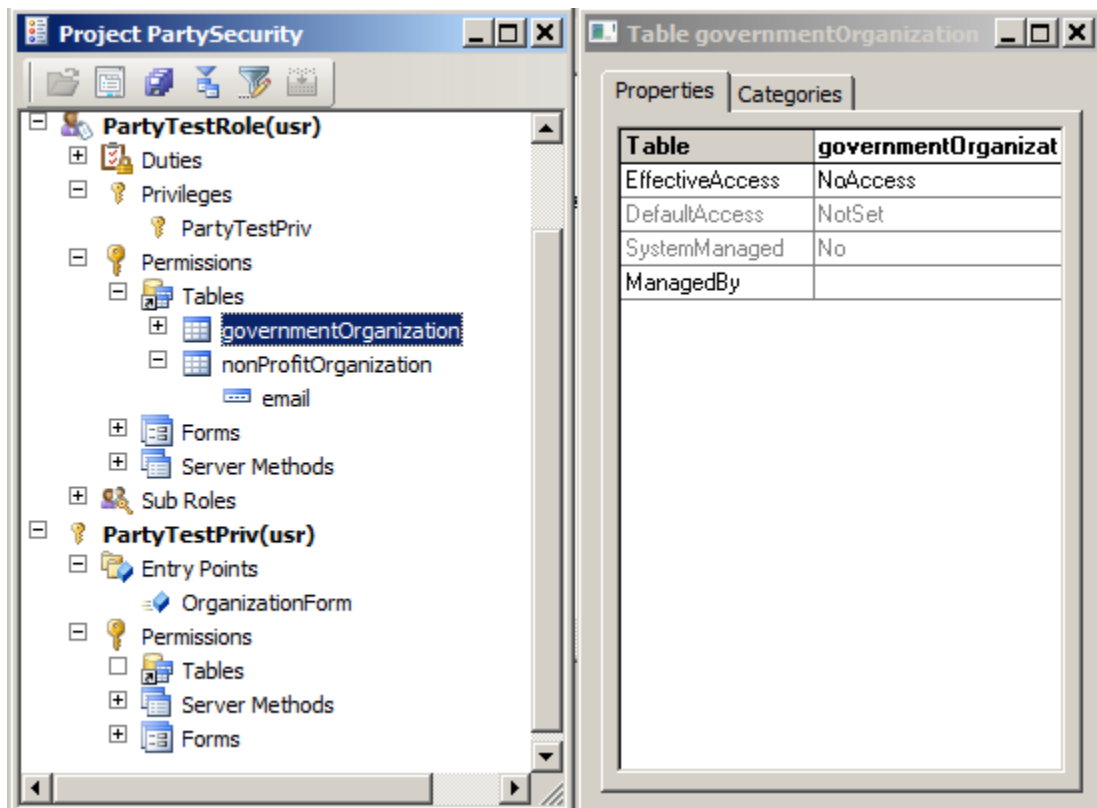 Project PartySecurity
PartyTestRole(usr)
Duties
Privileges
PartyTestPriv
Permissions
Tables
governmentOrganization
nonProfitOrganization
email
Forms
Server Methods
Sub Roles
PartyTestPriv(usr)
Entry Points
OrganizationForm
Permissions
Tables
Server Methods
Forms
Table governmentOrganization
Properties Categories
Table governmentOrganizat
EffectiveAccess NoAccess
DefaultAccess NotSet
SystemManaged No
ManagedBy